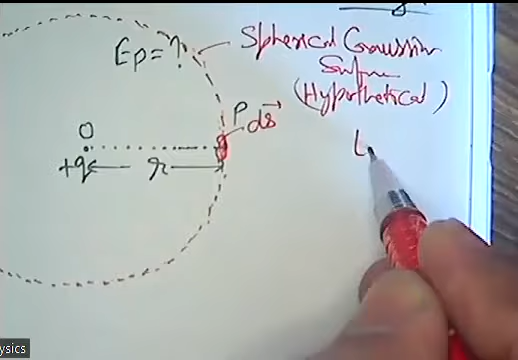 Ep = ?
Spherical Gaussian
Surface
(Hypothetical)
P
ds
O
+q
r
ysics